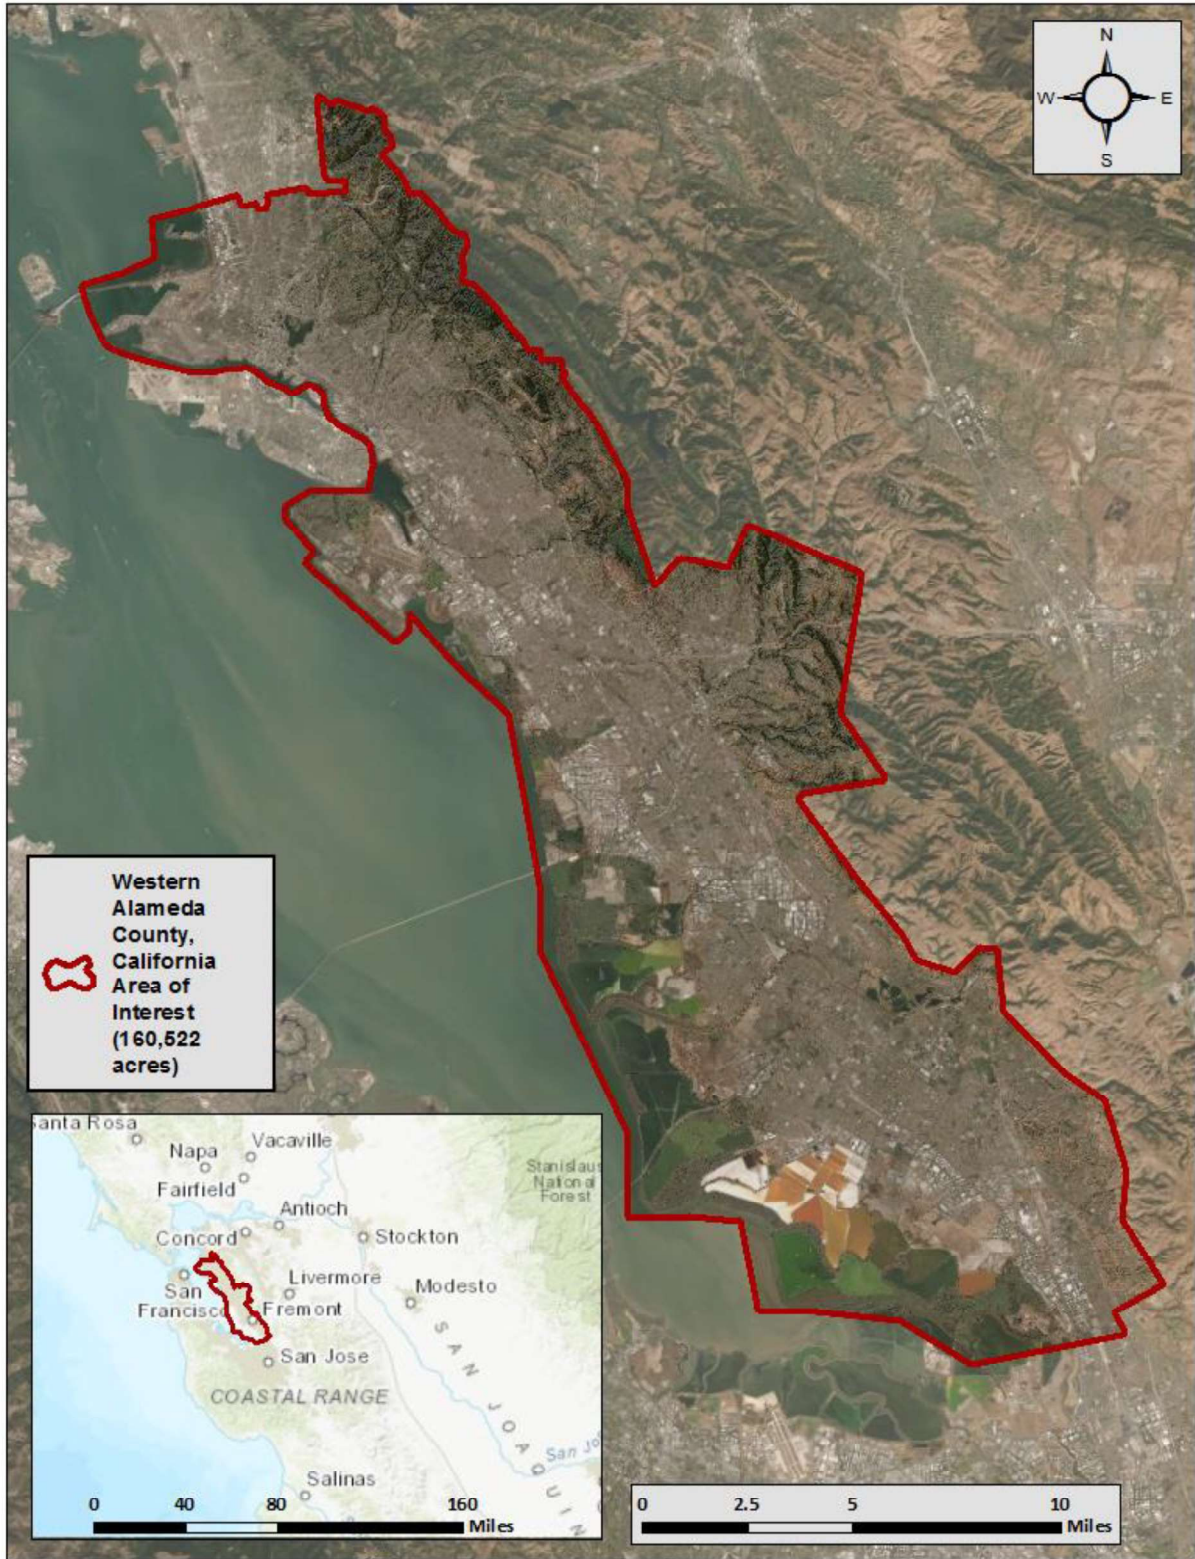 N
W E
S
Western
Alameda
County,
California
Area of
Interest
(160,522
acres)
anta Rosa
Napa
Vacaville
Fairfield
Stanislaus
National
Forest
Antioch
Concord
Stockton
Livermore
San
Francisco
Modesto
Fremont
San Jose
COASTAL RANGE
SAN JOAQUIN
San Jo
Salinas
0 40 80 160
Miles
0 2.5 5 10
Miles